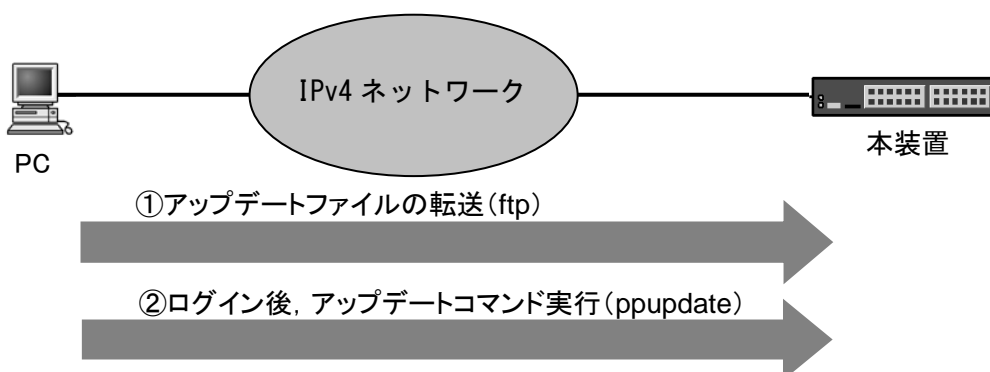 IPv4 ネットワーク
PC
本装置
①アップデートファイルの転送(ftp)
②ログイン後,アップデートコマンド実行(ppupdate)